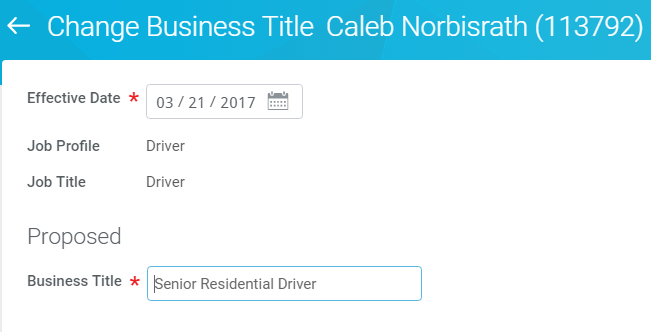 Change Business Title Caleb Norbisrath (113792)
Effective Date * 03 / 21 / 2017
Job Profile Driver
Job Title Driver
Proposed
Business Title * Senior Residential Driver